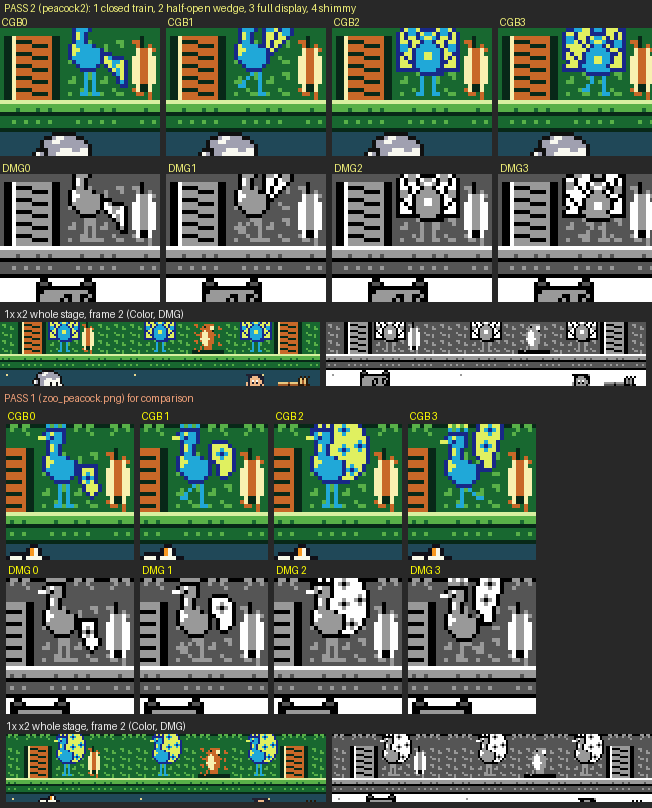 PASS 2 (peacock2): 1 closed train, 2 half-open wedge, 3 full display, 4 shimmy
CGB0 CGB1 CGB2 CGB3
DMG0 DMG1 DMG2 DMG3
1x x2 whole stage, frame 2 (Color, DMG)
PASS 1 (zoo_peacock.png) for comparison
CGB 0 CGB 1 CGB 2 CGB 3
DMG 0 DMG 1 DMG 2 DMG 3
1x x2 whole stage, frame 2 (Color, DMG)